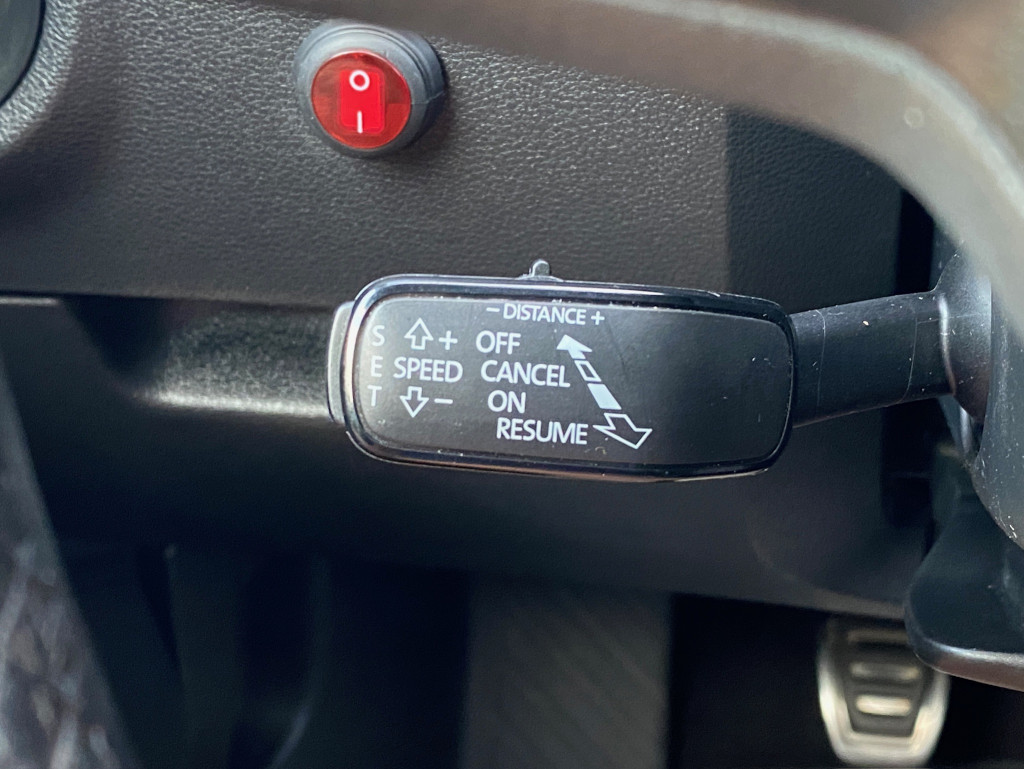 O
I
– DISTANCE +
S + OFF
E SPEED CANCEL
T – ON
RESUME